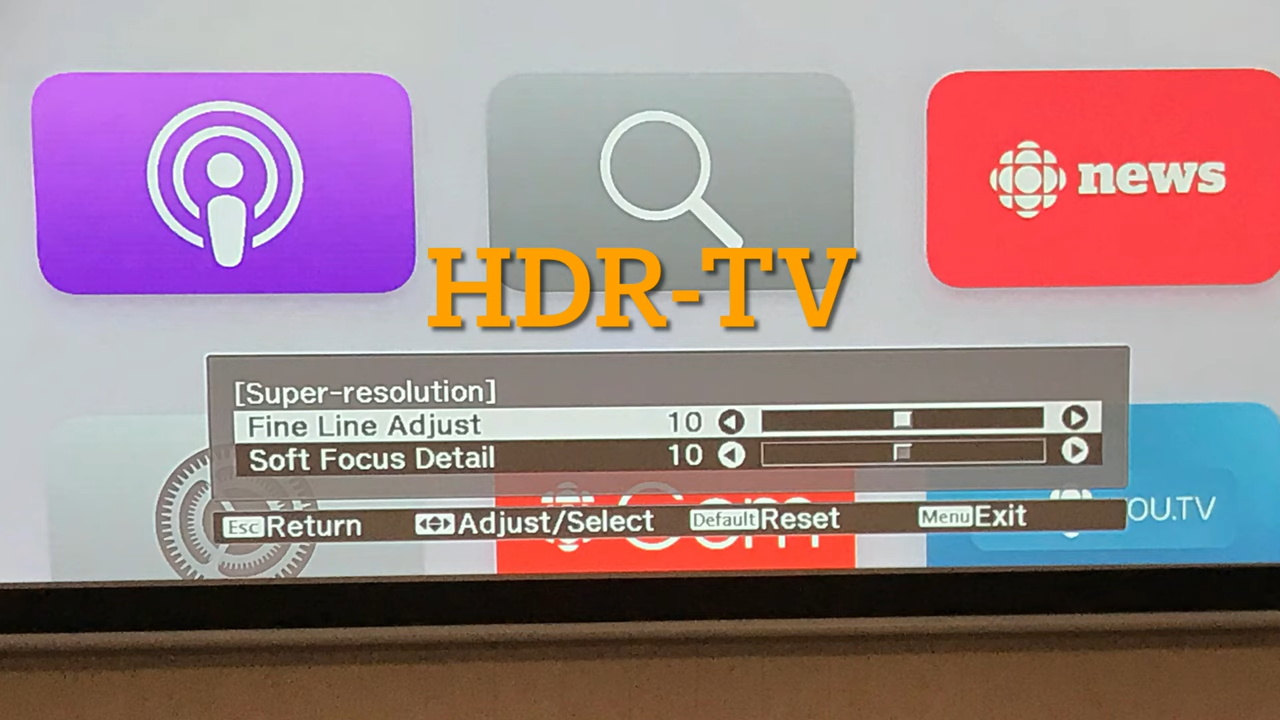 news
HDR-TV
[Super-resolution]
Fine Line Adjust 10
Soft Focus Detail 10
Esc Return Adjust/Select Default Reset Menu Exit
OU.TV